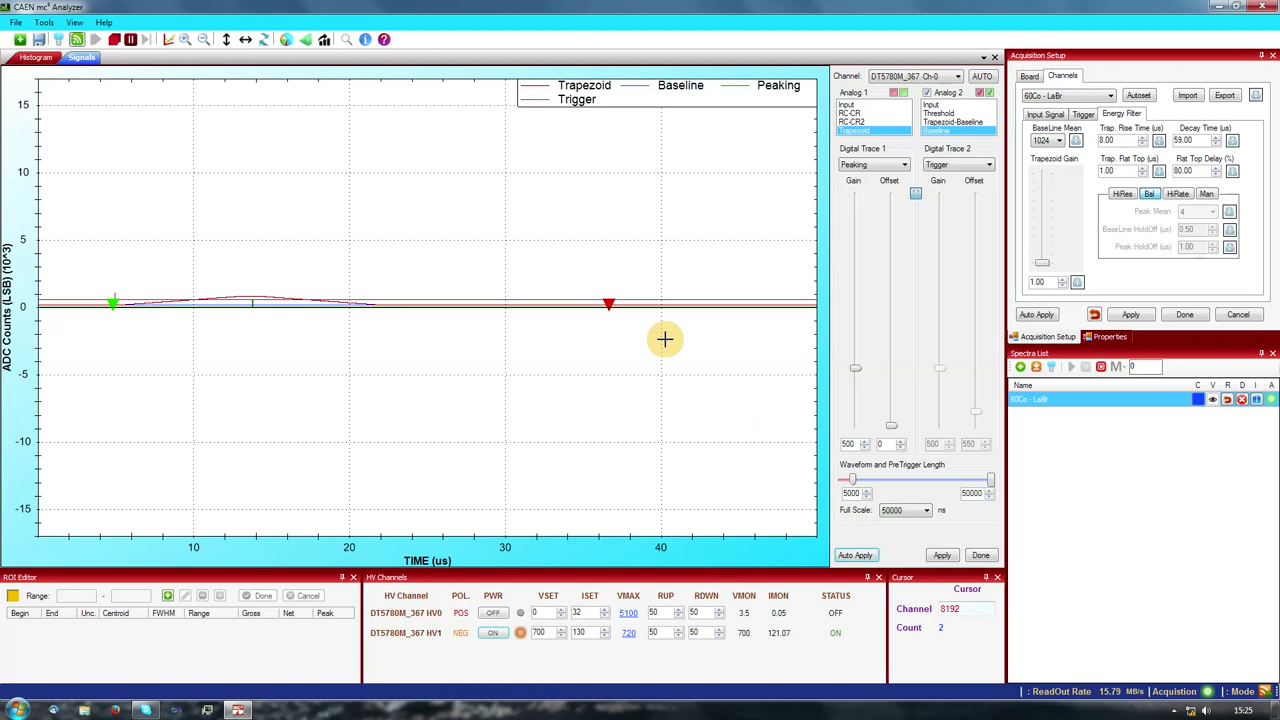 CAEN mc² Analyzer
File Tools View Help
Histogram Signals
Trapezoid Baseline Peaking
Trigger
15
10
5
0
-5
-10
-15
ADC Counts (LSB) (10^3)
10 20 30 40
TIME (us)
Channel: DT5780M_367 Ch-0 AUTO
Analog 1 Analog 2
Input Input
RC-CR Threshold
RC-CR2 Trapezoid-Baseline
Trapezoid Baseline
Digital Trace 1 Digital Trace 2
Peaking Trigger
Gain Offset Gain Offset
500 0 500 550
Waveform and PreTrigger Length
5000 50000
Full Scale: 50000 ns
Auto Apply Apply Done
Acquisition Setup
Board Channels
60Co - LaBr Autoset Import Export
Input Signal Trigger Energy Filter
BaseLine Mean Trap. Rise Time (us) Decay Time (us)
1024 8.00 59.00
Trapezoid Gain Trap. Flat Top (us) Flat Top Delay (%)
1.00 80.00
HiRes Bal HiRate Man
Peak Mean 4
BaseLine HoldOff (us) 0.50
Peak HoldOff (us) 1.00
1.00
Auto Apply Apply Done Cancel
Acquisition Setup Properties
Spectra List
M- 0
Name C V R D I A
60Co - LaBr
ROI Editor
Range: - Done Cancel
Begin End Unc. Centroid FWHM Range Gross Net Peak
HV Channels
HV Channel POL. PWR VSET ISET VMAX RUP RDWN VMON IMON STATUS
DT5780M_367 HV0 POS OFF 0 32 5100 50 50 3.5 0.05 OFF
DT5780M_367 HV1 NEG ON 700 130 720 50 50 700 121.07 ON
Cursor
Cursor
Channel 8192
Count 2
: ReadOut Rate 15.79 MB/s Acquistion : Mode
15:25